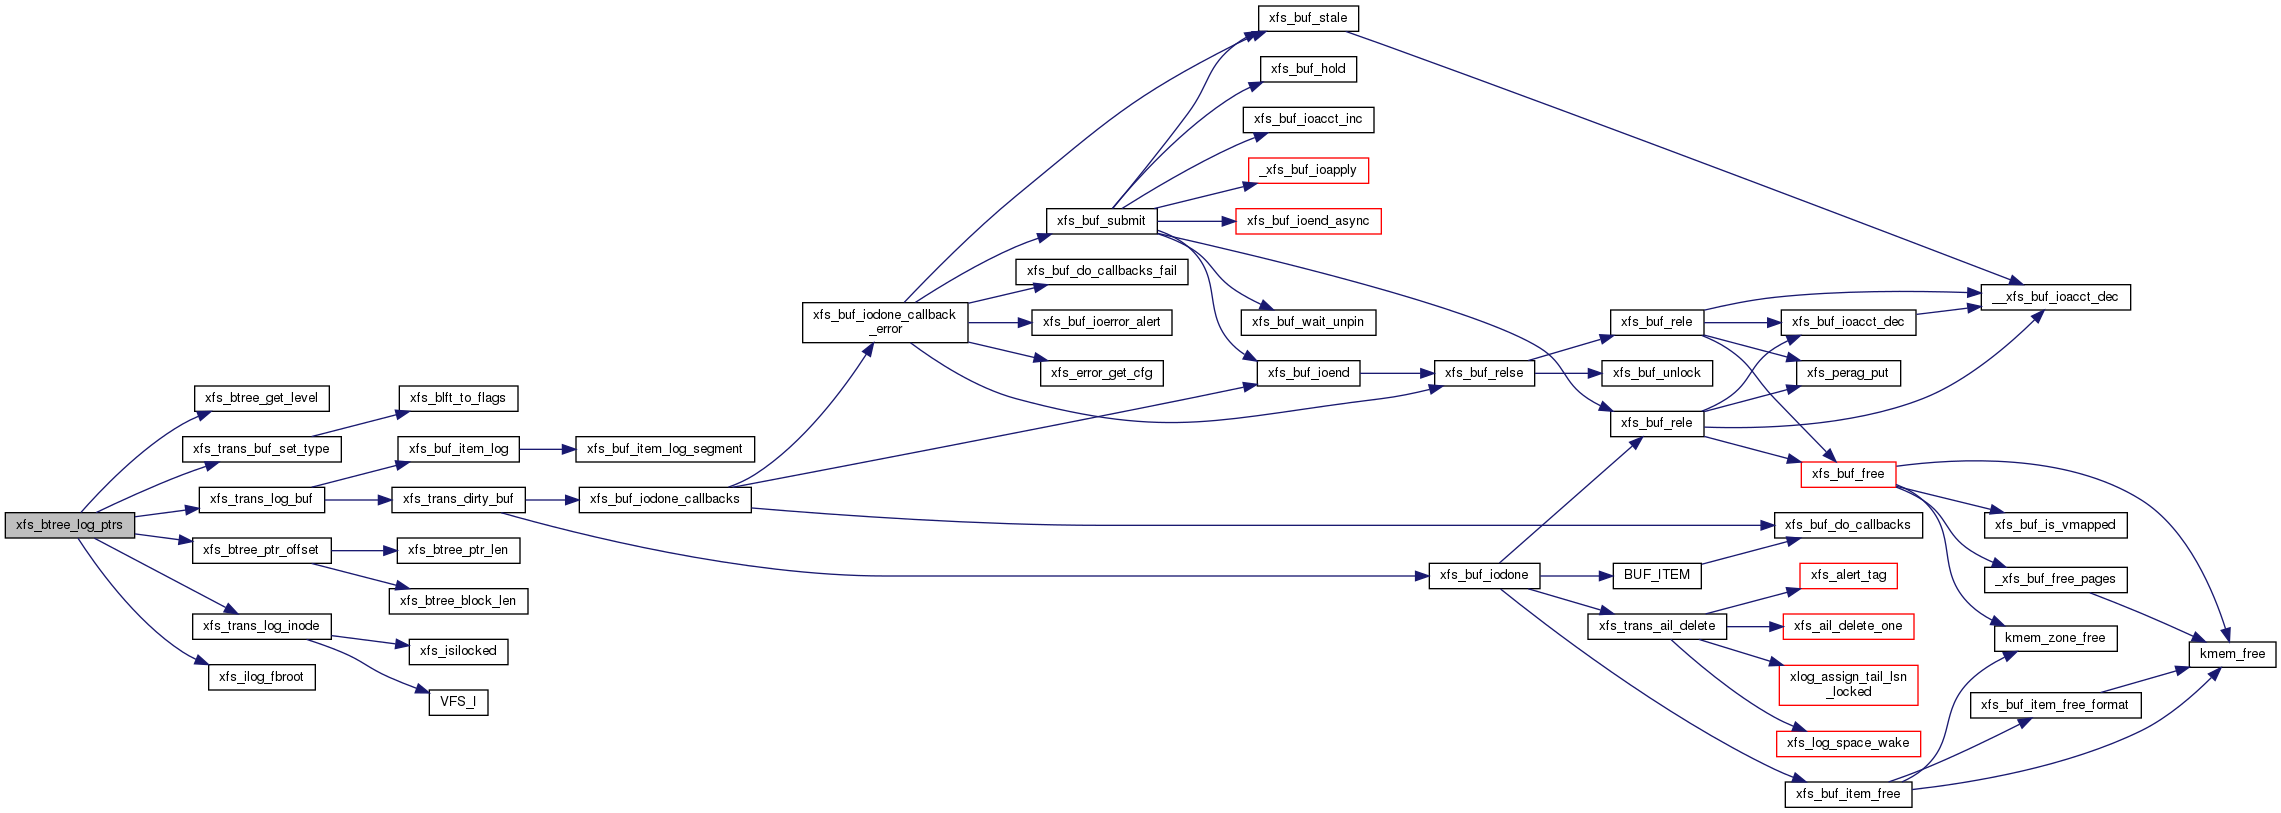 xfs_buf_stale
xfs_buf_hold
xfs_buf_ioacct_inc
_xfs_buf_ioapply
xfs_buf_submit
xfs_buf_ioend_async
xfs_buf_do_callbacks_fail
__xfs_buf_ioacct_dec
xfs_buf_iodone_callback
_error
xfs_buf_ioerror_alert
xfs_buf_wait_unpin
xfs_buf_rele
xfs_buf_ioacct_dec
xfs_error_get_cfg
xfs_buf_ioend
xfs_buf_relse
xfs_buf_unlock
xfs_perag_put
xfs_btree_get_level
xfs_blft_to_flags
xfs_buf_rele
xfs_trans_buf_set_type
xfs_buf_item_log
xfs_buf_item_log_segment
xfs_buf_free
xfs_trans_log_buf
xfs_trans_dirty_buf
xfs_buf_iodone_callbacks
xfs_btree_log_ptrs
xfs_buf_do_callbacks
xfs_buf_is_vmapped
xfs_btree_ptr_offset
xfs_btree_ptr_len
xfs_buf_iodone
BUF_ITEM
xfs_alert_tag
_xfs_buf_free_pages
xfs_btree_block_len
xfs_trans_log_inode
xfs_trans_ail_delete
xfs_ail_delete_one
kmem_zone_free
xfs_isilocked
kmem_free
xfs_ilog_fbroot
xlog_assign_tail_lsn
_locked
VFS_I
xfs_buf_item_free_format
xfs_log_space_wake
xfs_buf_item_free